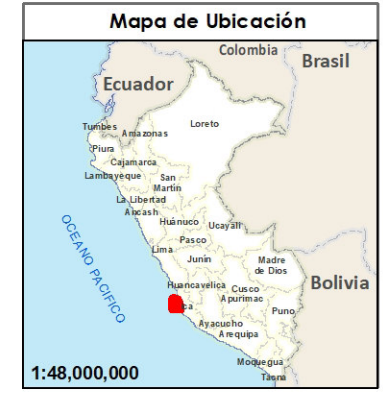 Mapa de Ubicación
Colombia
Brasil
Ecuador
Tumbes
Amazonas
Loreto
Piura
Cajamarca
Lambayeque
San
Martin
La Libertad
Ancash
Huánuco
Ucayali
Pasco
Lima
Junín
Madre
de Dios
OCEANO PACIFICO
Huancavelica
Cusco
Bolivia
Apurimac
Puno
Ayacucho
Arequipa
Moquegua
1:48,000,000
Tacna